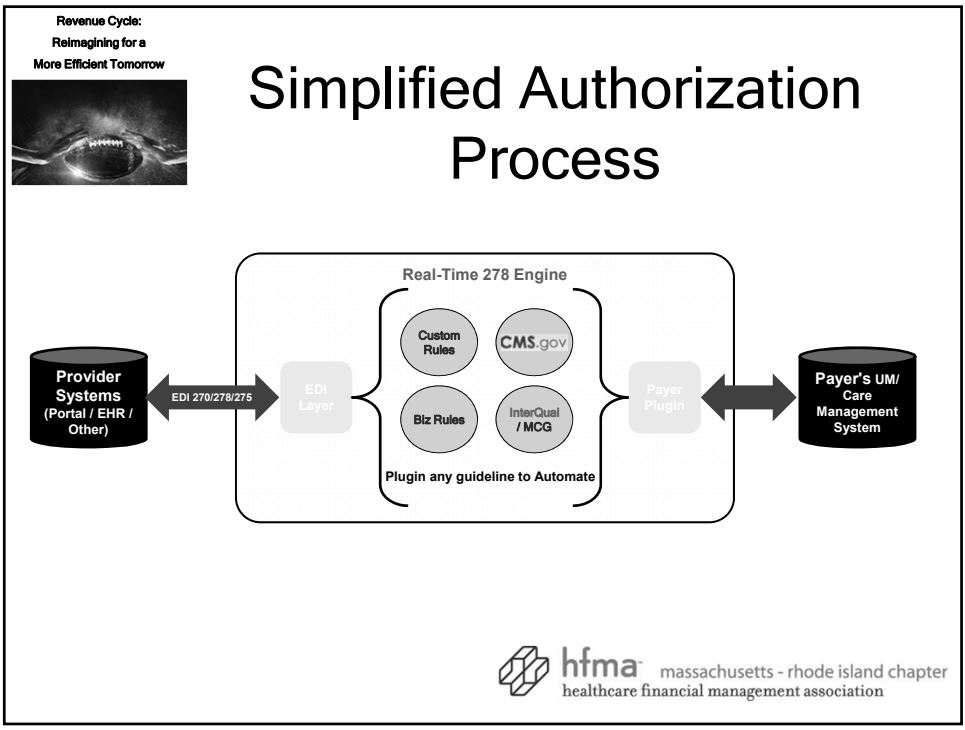 Revenue Cycle:
Reimagining for a
More Efficient Tomorrow
Simplified Authorization
Process
Real-Time 278 Engine
Provider
Systems
(Portal / EHR /
Other)
EDI 270/278/275
EDI
Layer
Custom
Rules
CMS.gov
Biz Rules
InterQual
/ MCG
Plugin any guideline to Automate
Payer
Plugin
Payer's UM/
Care
Management
System
hfma™ massachusetts - rhode island chapter
healthcare financial management association